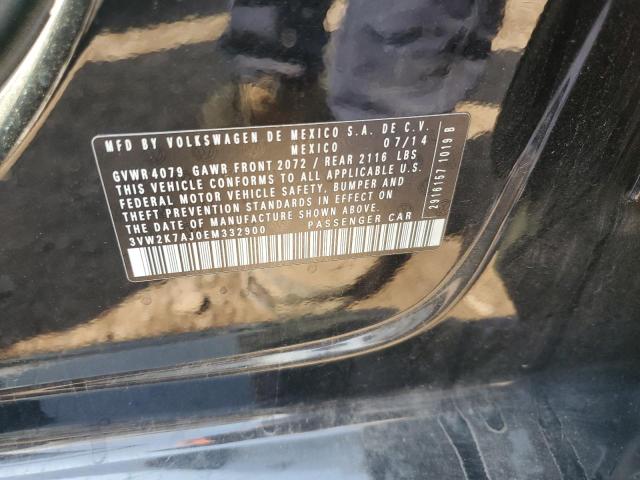 MFD BY VOLKSWAGEN DE MEXICO S.A. DE C.V.
MEXICO 07/14
GVWR 4079 GAWR FRONT 2072 / REAR 2116 LBS
THIS VEHICLE CONFORMS TO ALL APPLICABLE U.S.
FEDERAL MOTOR VEHICLE SAFETY, BUMPER AND
THEFT PREVENTION STANDARDS IN EFFECT ON
THE DATE OF MANUFACTURE SHOWN ABOVE.
3VW2K7AJ0EM332900 PASSENGER CAR
2916157 1019 B